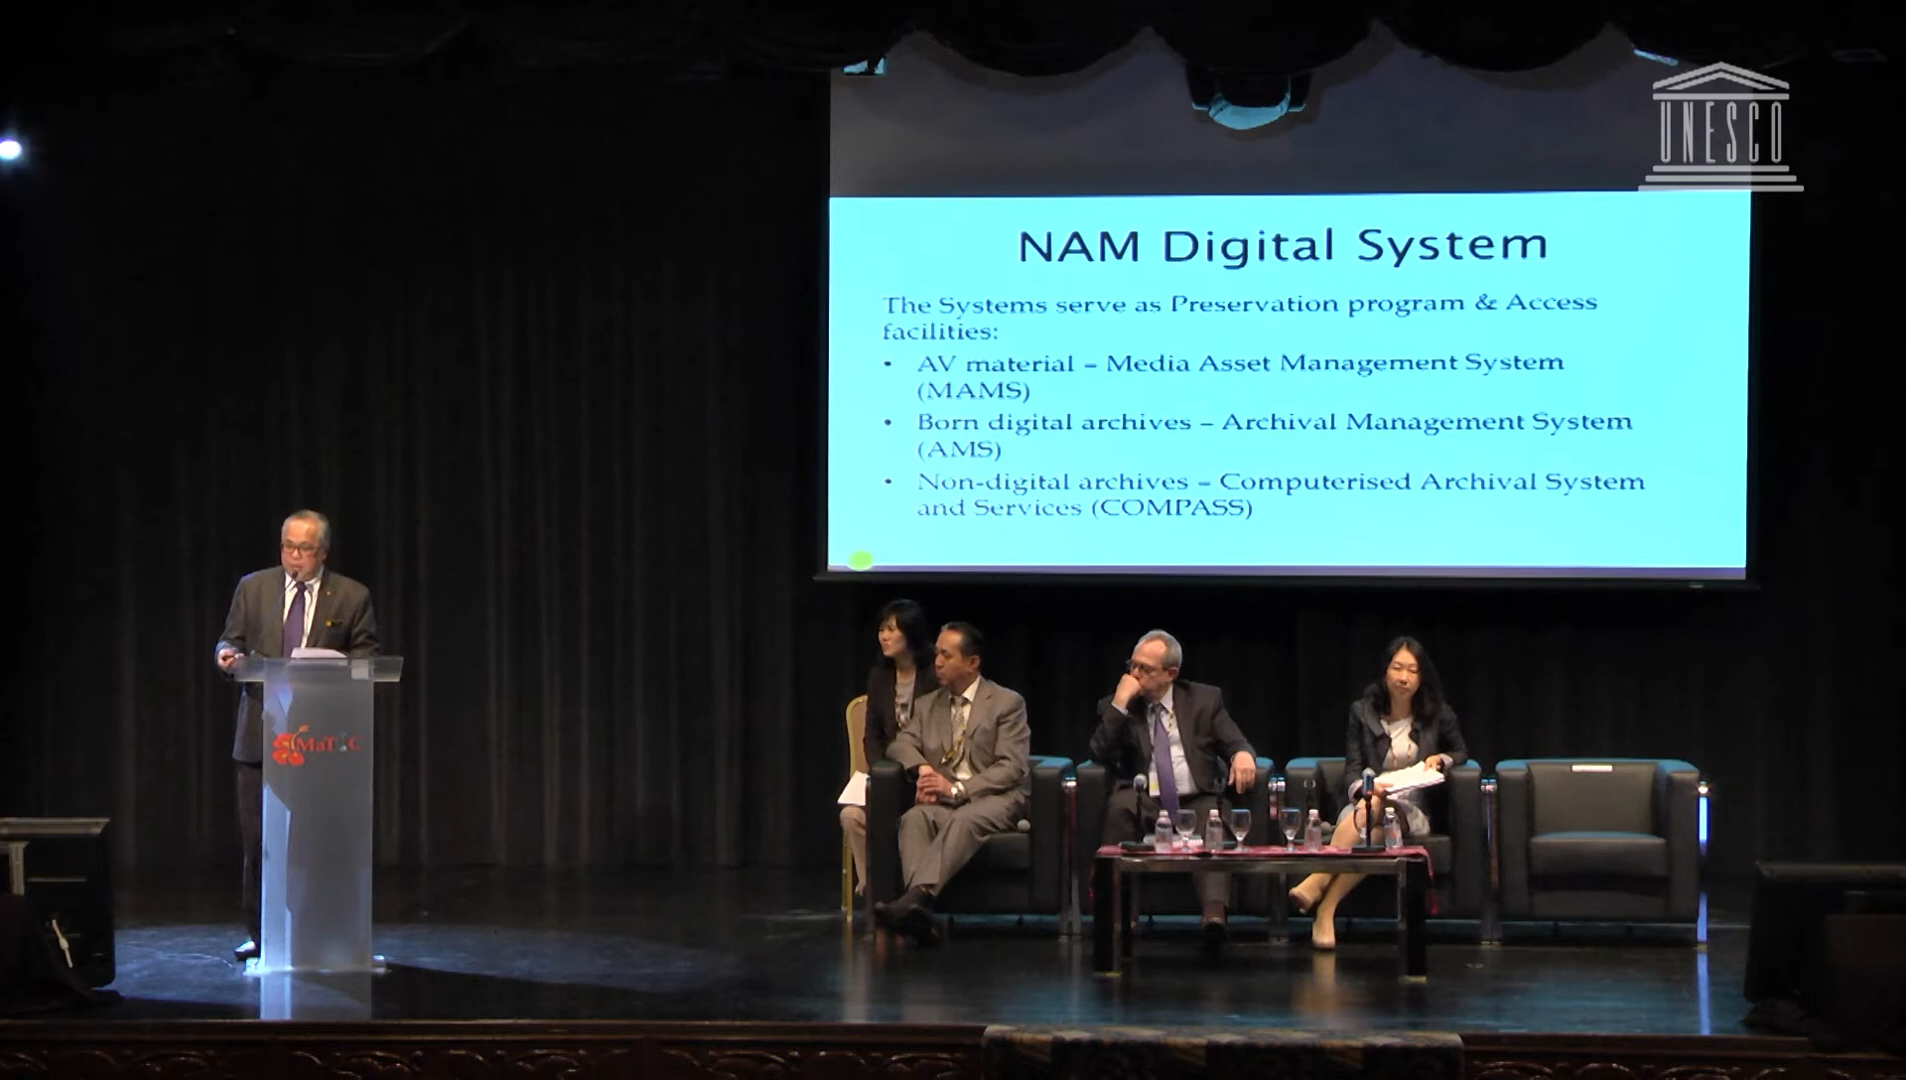 UNESCO
NAM Digital System
The Systems serve as Preservation program & Access
facilities:
• AV material – Media Asset Management System
(MAMS)
• Born digital archives – Archival Management System
(AMS)
• Non-digital archives – Computerised Archival System
and Services (COMPASS)
MaTiC